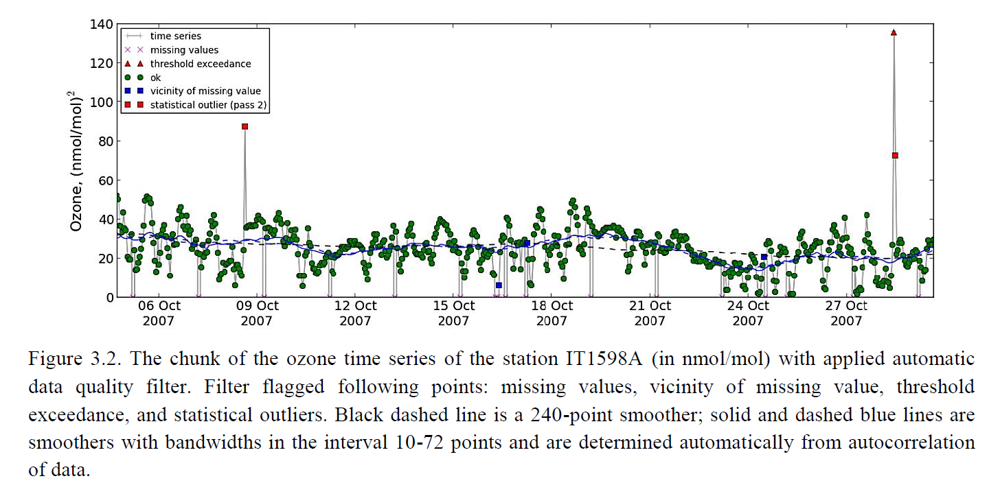 140
120
100
80
60
40
20
0
Ozone, (nmol/mol)²
time series
missing values
threshold exceedance
ok
vicinity of missing value
statistical outlier (pass 2)
06 Oct 2007
09 Oct 2007
12 Oct 2007
15 Oct 2007
18 Oct 2007
21 Oct 2007
24 Oct 2007
27 Oct 2007
Figure 3.2. The chunk of the ozone time series of the station IT1598A (in nmol/mol) with applied automatic
data quality filter. Filter flagged following points: missing values, vicinity of missing value, threshold
exceedance, and statistical outliers. Black dashed line is a 240-point smoother; solid and dashed blue lines are
smoothers with bandwidths in the interval 10-72 points and are determined automatically from autocorrelation
of data.